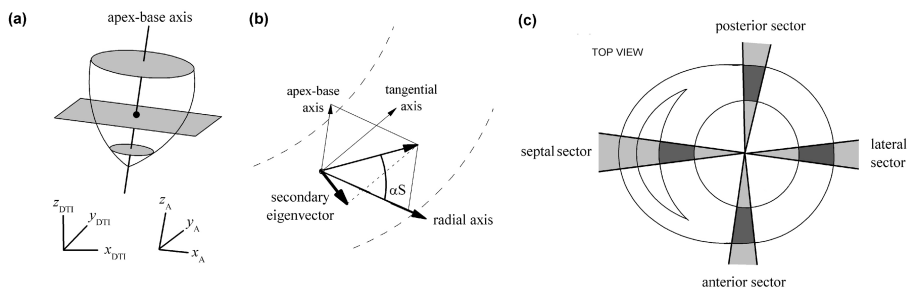 (a)
apex-base axis
z_DTI
y_DTI
x_DTI
z_A
y_A
x_A
(b)
apex-base
axis
tangential
axis
αS
secondary
eigenvector
radial axis
(c)
TOP VIEW
posterior sector
septal sector
lateral
sector
anterior sector